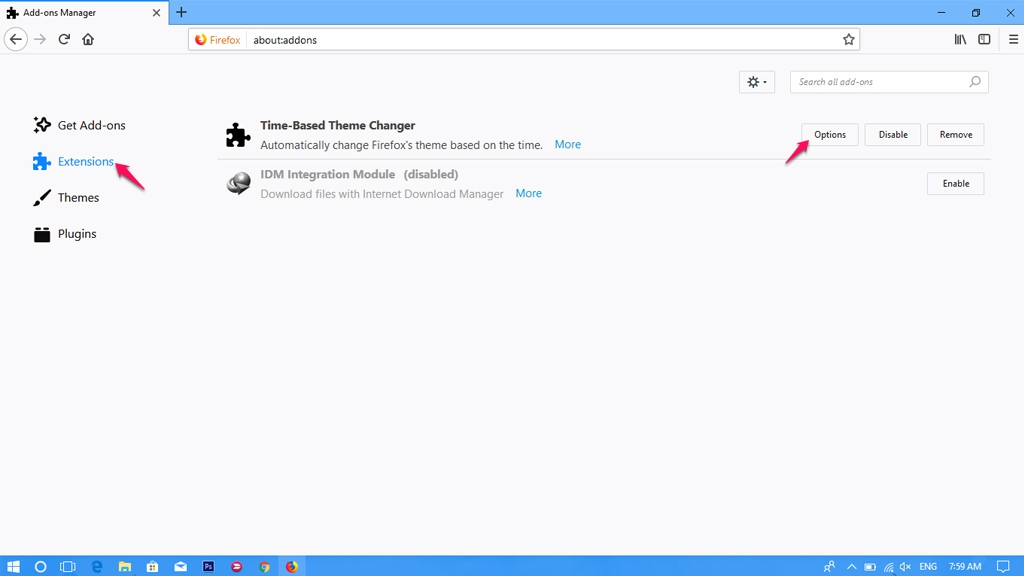 Add-ons Manager
Firefox about:addons
Search all add-ons
Get Add-ons
Extensions
Themes
Plugins
Time-Based Theme Changer
Automatically change Firefox's theme based on the time. More
Options Disable Remove
IDM Integration Module (disabled)
Download files with Internet Download Manager More
Enable
Ps
ENG 7:59 AM